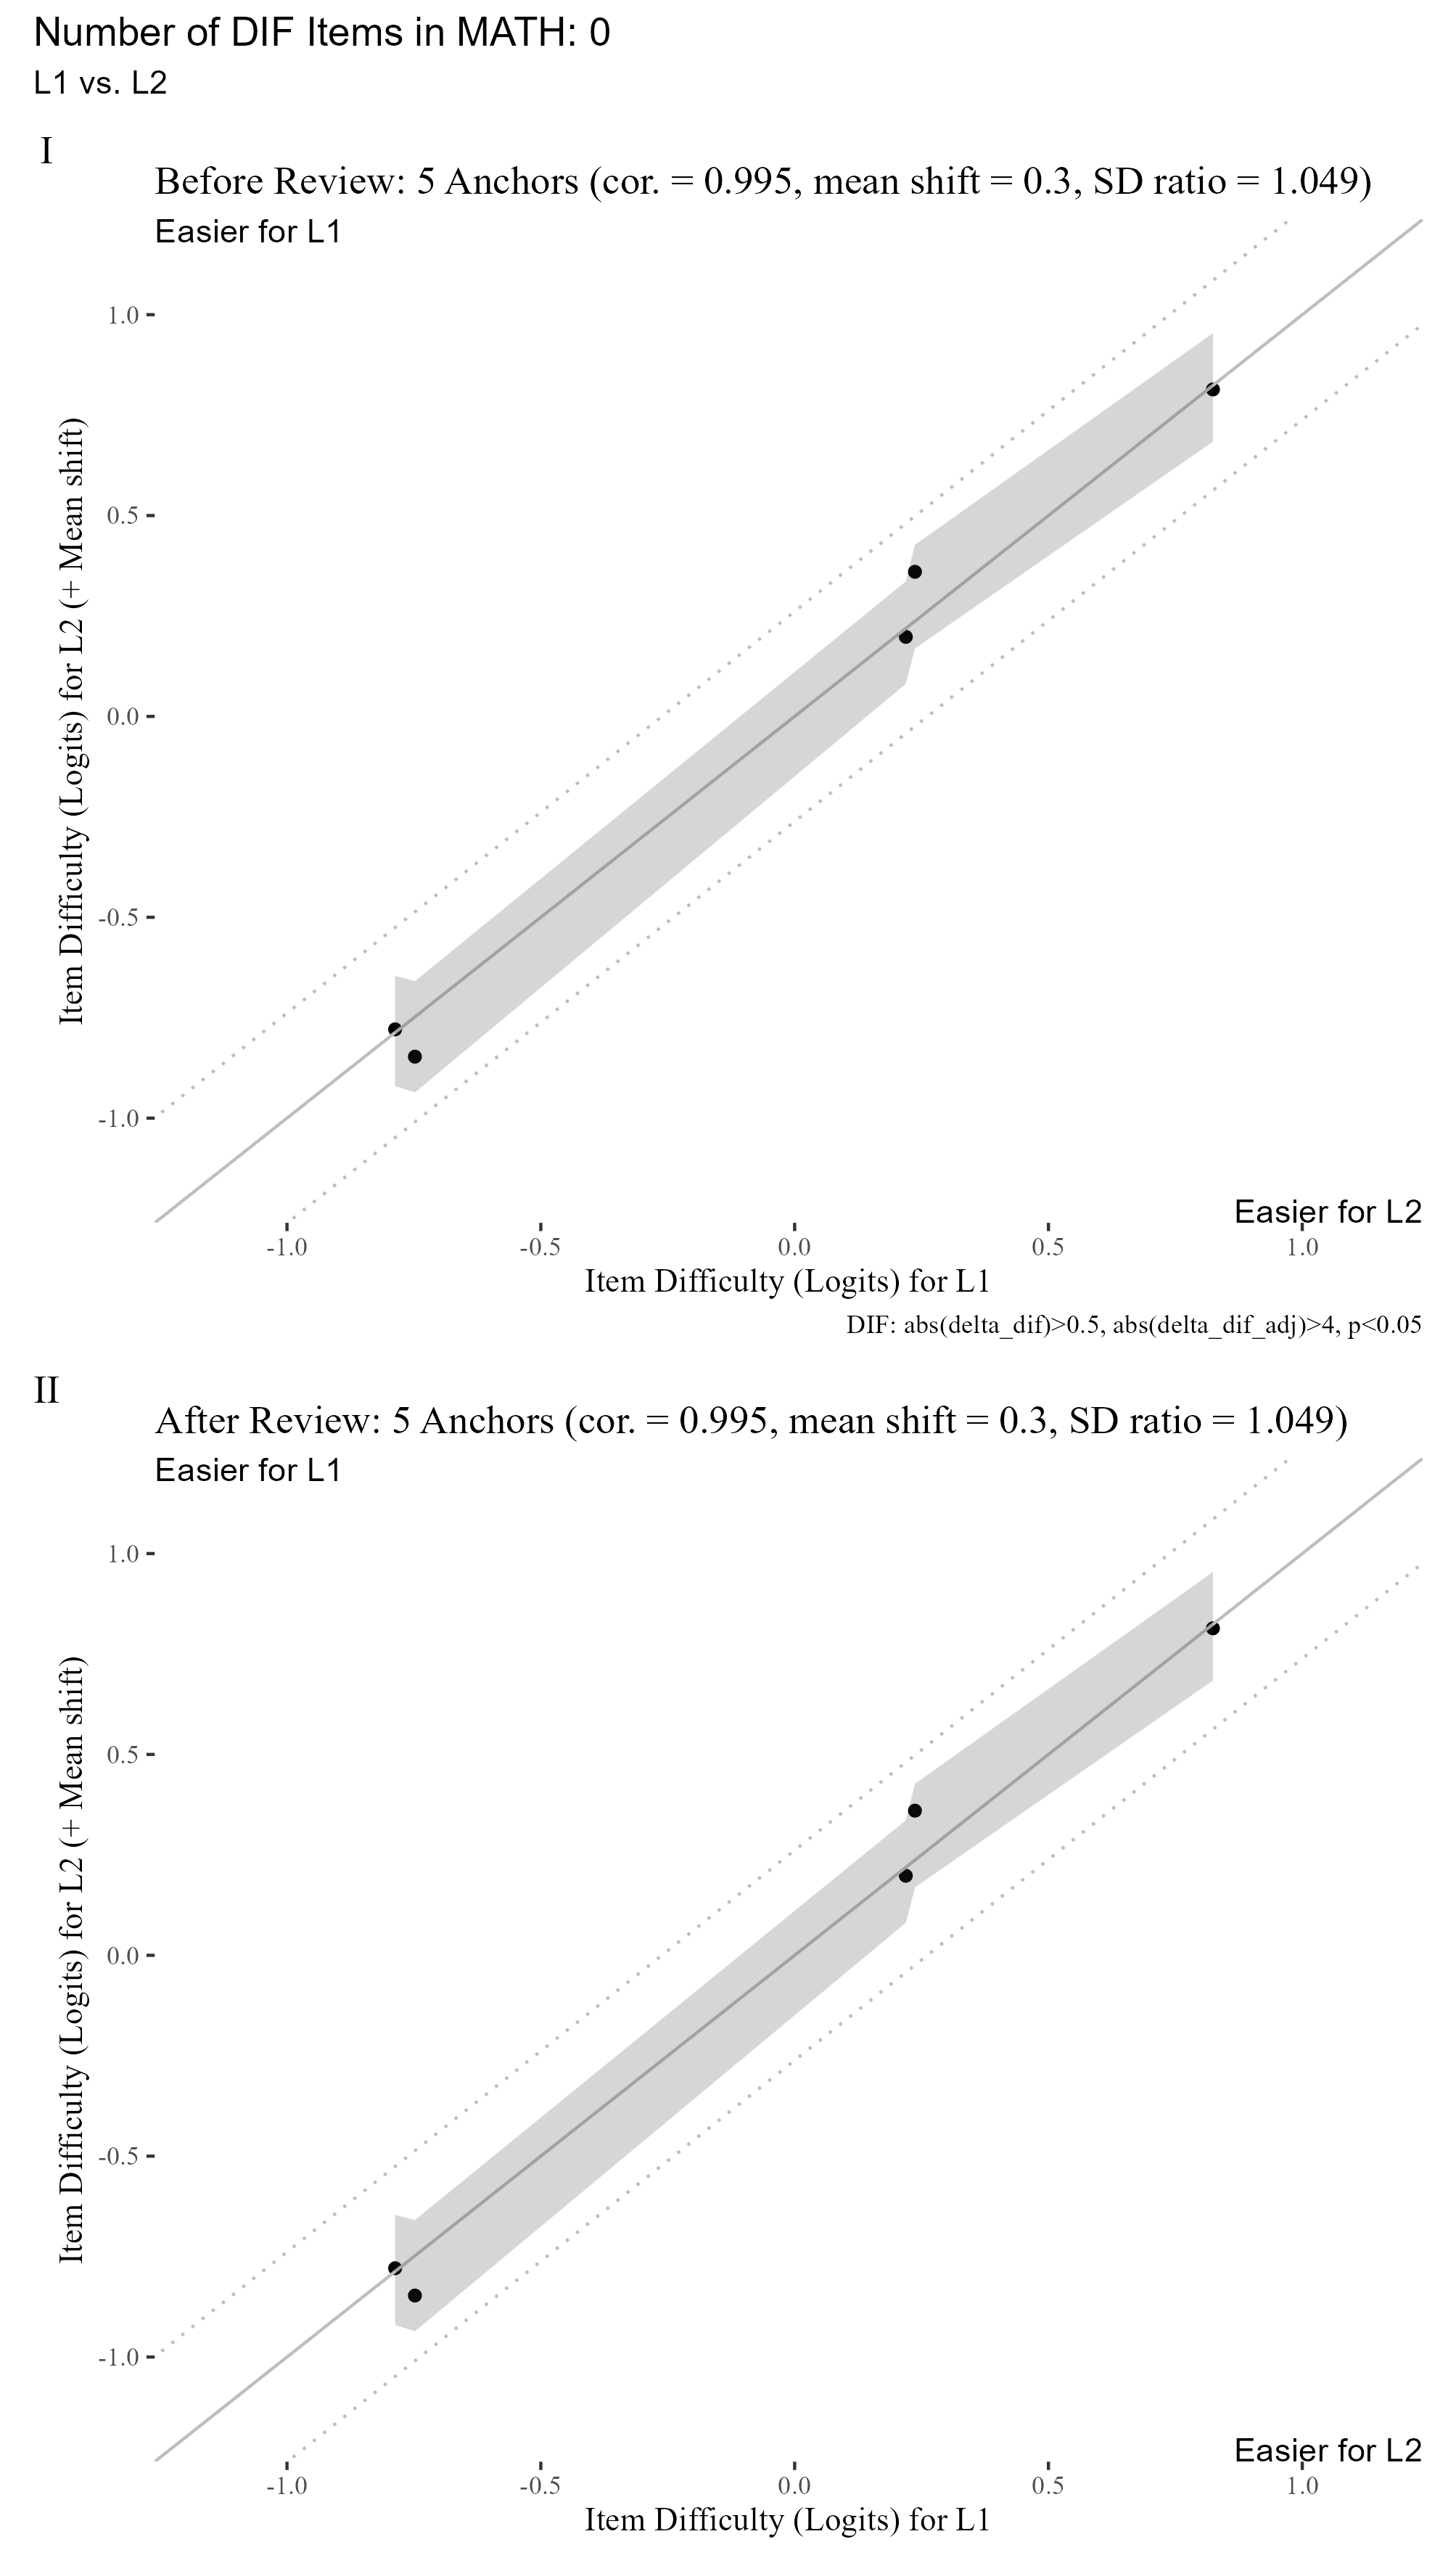 Number of DIF Items in MATH: 0
L1 vs. L2
I
Before Review: 5 Anchors (cor. = 0.995, mean shift = 0.3, SD ratio = 1.049)
Easier for L1
1.0
0.5
0.0
-0.5
-1.0
Item Difficulty (Logits) for L2 (+ Mean shift)
Easier for L2
-1.0 -0.5 0.0 0.5 1.0
Item Difficulty (Logits) for L1
DIF: abs(delta_dif)>0.5, abs(delta_dif_adj)>4, p<0.05
II
After Review: 5 Anchors (cor. = 0.995, mean shift = 0.3, SD ratio = 1.049)
Easier for L1
1.0
0.5
0.0
-0.5
-1.0
Item Difficulty (Logits) for L2 (+ Mean shift)
Easier for L2
-1.0 -0.5 0.0 0.5 1.0
Item Difficulty (Logits) for L1